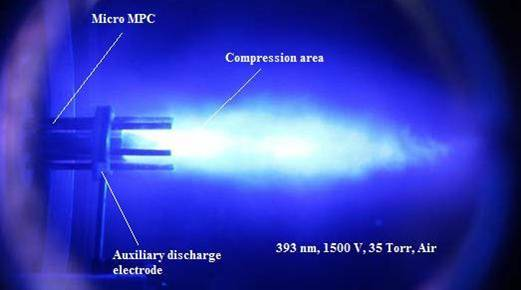 Micro MPC
Compression area
Auxiliary discharge
electrode
393 nm, 1500 V, 35 Torr, Air